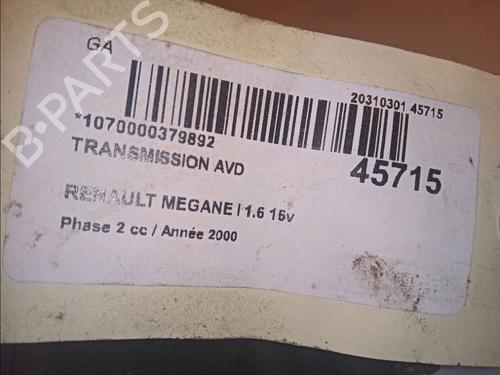 GA
20310301 45715
*1070000379892
TRANSMISSION AVD
45715
RENAULT MEGANE I 1.6 16v
Phase 2 cc / Année 2000
B-PARTS